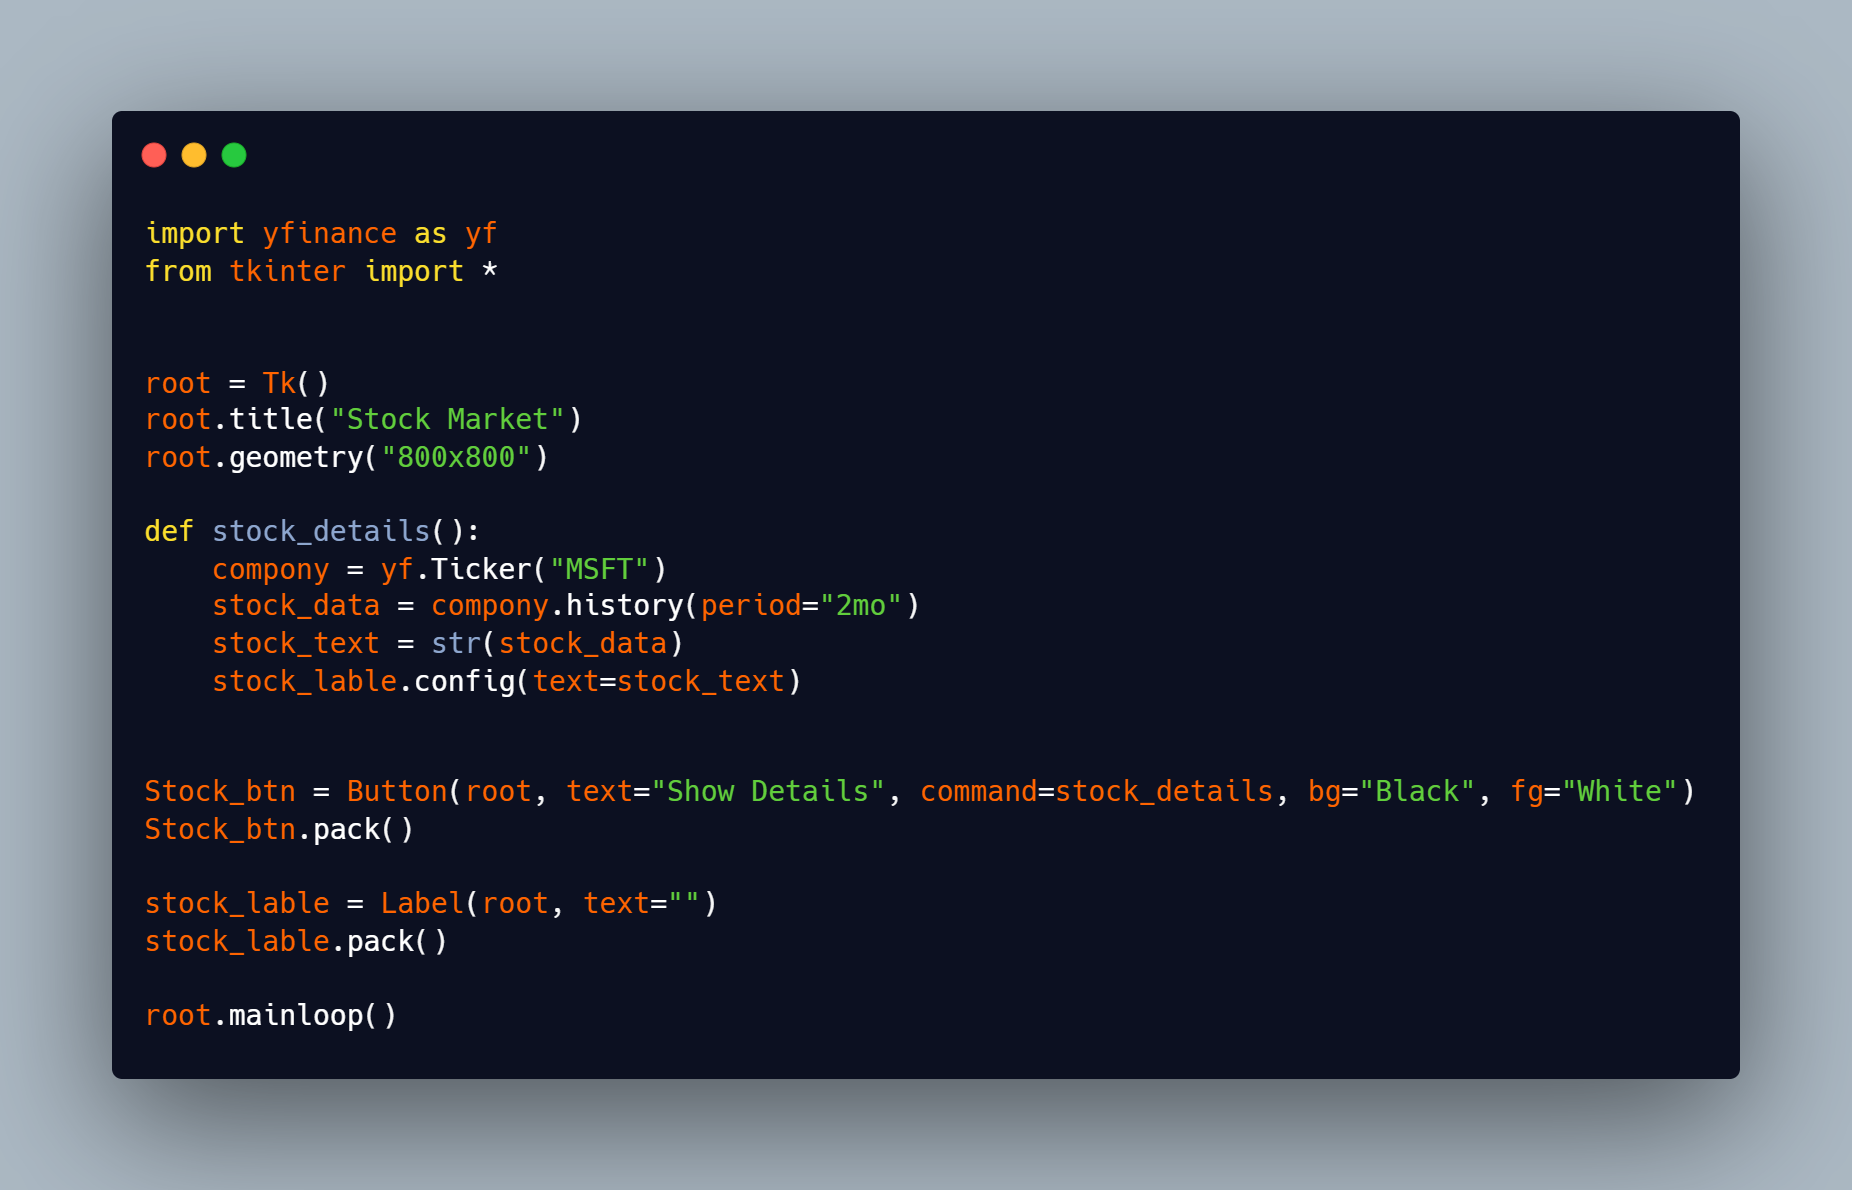 import yfinance as yf
from tkinter import *
root = Tk()
root.title("Stock Market")
root.geometry("800x800")
def stock_details():
    compony = yf.Ticker("MSFT")
    stock_data = compony.history(period="2mo")
    stock_text = str(stock_data)
    stock_lable.config(text=stock_text)
Stock_btn = Button(root, text="Show Details", command=stock_details, bg="Black", fg="White")
Stock_btn.pack()
stock_lable = Label(root, text="")
stock_lable.pack()
root.mainloop()